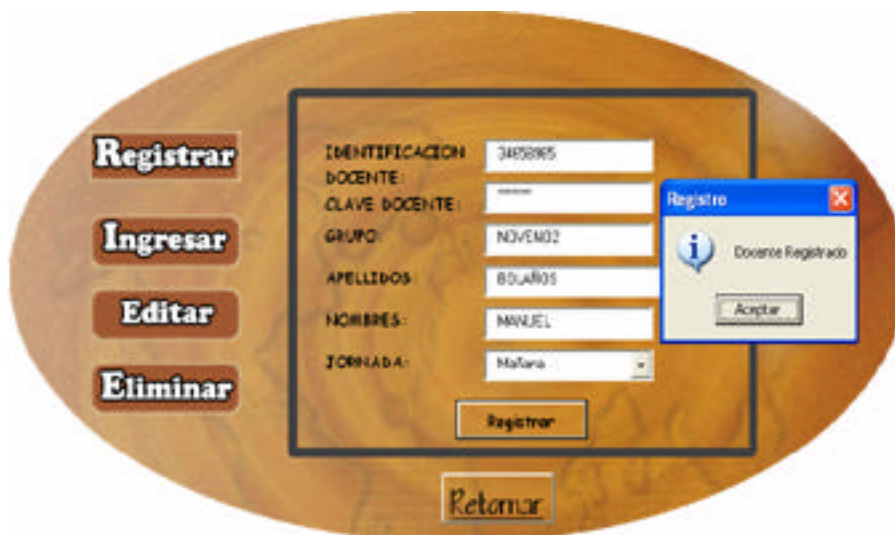 Registrar
Ingresar
Editar
Eliminar
IDENTIFICACION
DOCENTE:
CLAVE DOCENTE:
GRUPO: NOVENO2
APELLIDOS BOLAÑOS
NOMBRES: MANUEL
JORNADA: Mañana
Registrar
Registro
Docente Registrado
Aceptar
Retornar